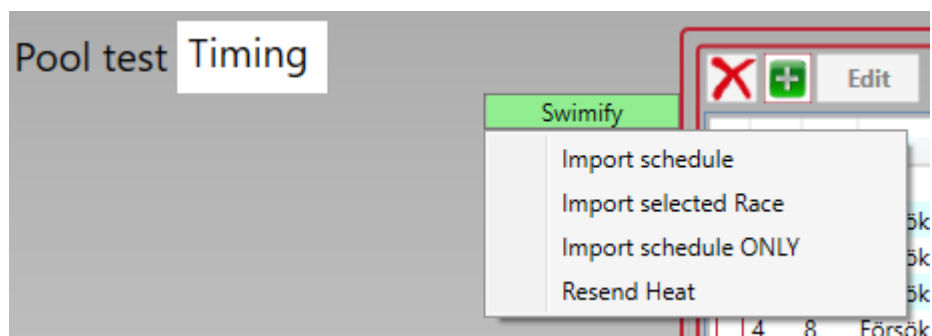 Pool test Timing
Edit
Swimify
Import schedule
Import selected Race
Import schedule ONLY
Resend Heat
4 8 Försök